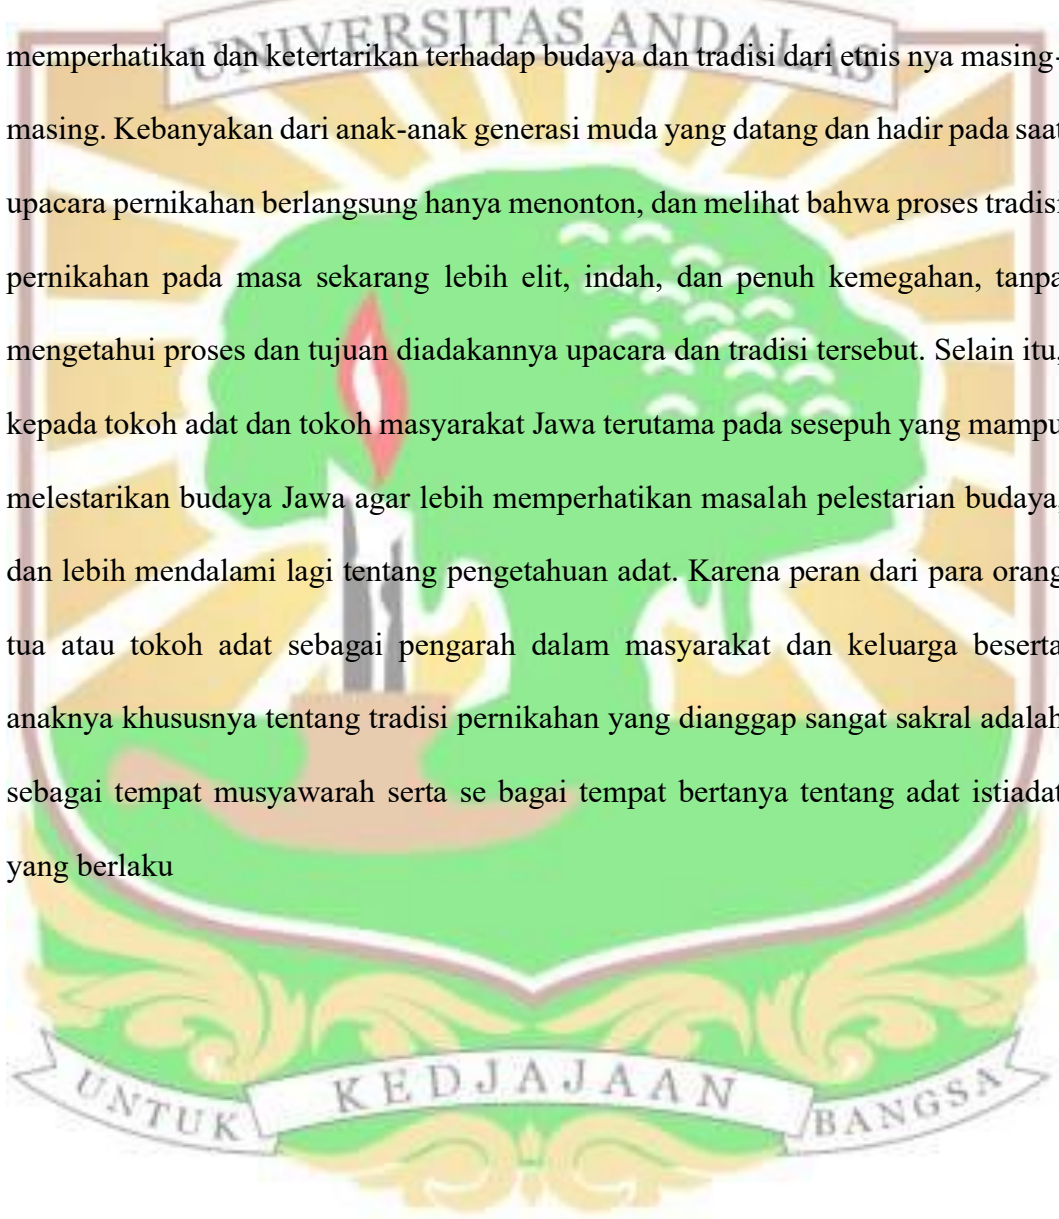 UNIVERSITAS ANDALAS
memperhatikan dan ketertarikan terhadap budaya dan tradisi dari etnis nya masing-
masing. Kebanyakan dari anak-anak generasi muda yang datang dan hadir pada saat
upacara pernikahan berlangsung hanya menonton, dan melihat bahwa proses tradisi
pernikahan pada masa sekarang lebih elit, indah, dan penuh kemegahan, tanpa
mengetahui proses dan tujuan diadakannya upacara dan tradisi tersebut. Selain itu,
kepada tokoh adat dan tokoh masyarakat Jawa terutama pada sesepuh yang mampu
melestarikan budaya Jawa agar lebih memperhatikan masalah pelestarian budaya,
dan lebih mendalami lagi tentang pengetahuan adat. Karena peran dari para orang
tua atau tokoh adat sebagai pengarah dalam masyarakat dan keluarga beserta
anaknya khususnya tentang tradisi pernikahan yang dianggap sangat sakral adalah
sebagai tempat musyawarah serta se bagai tempat bertanya tentang adat istiadat
yang berlaku
UNTUK KEDJAJAAN BANGSA